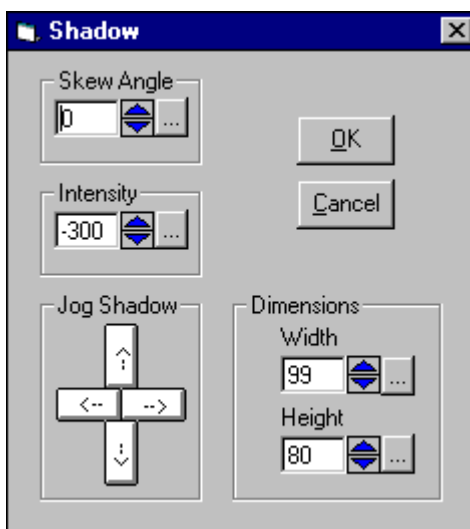 Shadow
Skew Angle
0
...
OK
Intensity
-300
...
Cancel
Jog Shadow
<--
-->
Dimensions
Width
99
...
Height
80
...